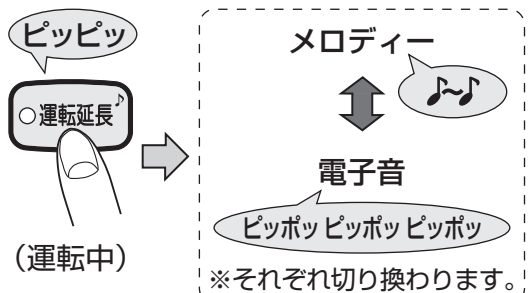 ピッピッ
運転延長♪
(運転中)
メロディー
♪~♪
電子音
ピッポッ ピッポッ ピッポッ
※それぞれ切り換わります。